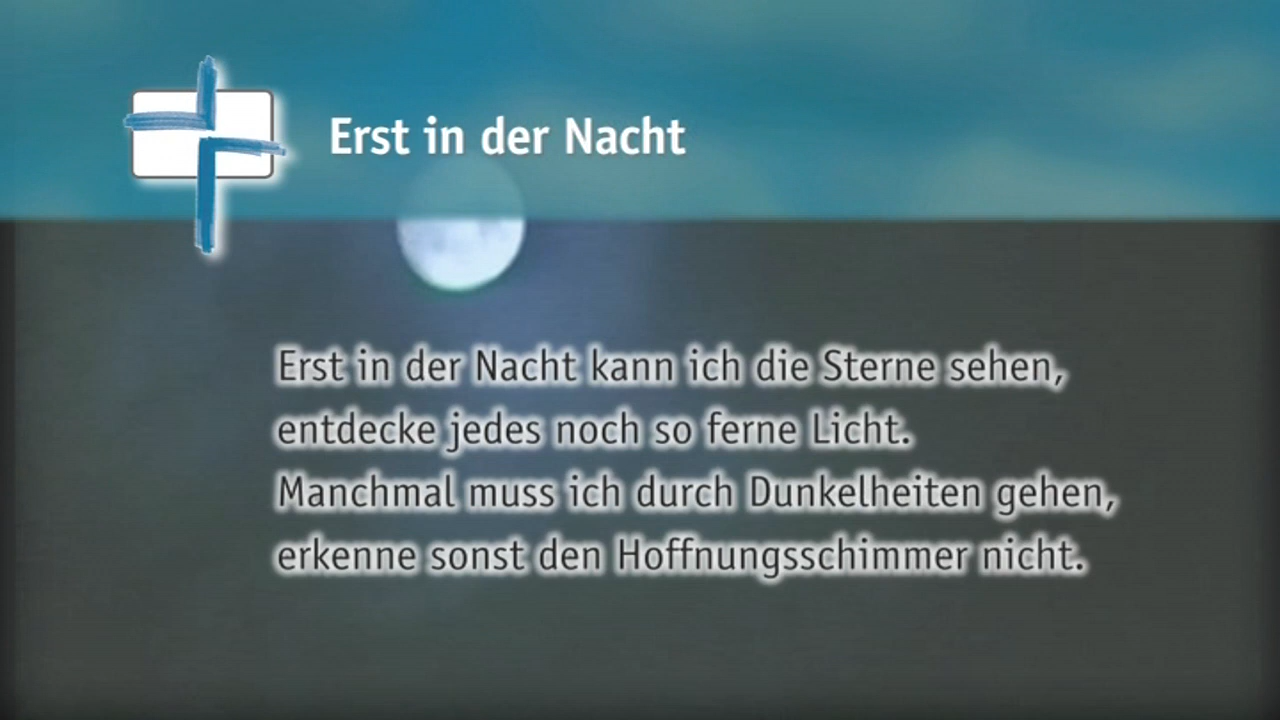 Erst in der Nacht
Erst in der Nacht kann ich die Sterne sehen,
entdecke jedes noch so ferne Licht.
Manchmal muss ich durch Dunkelheiten gehen,
erkenne sonst den Hoffnungsschimmer nicht.